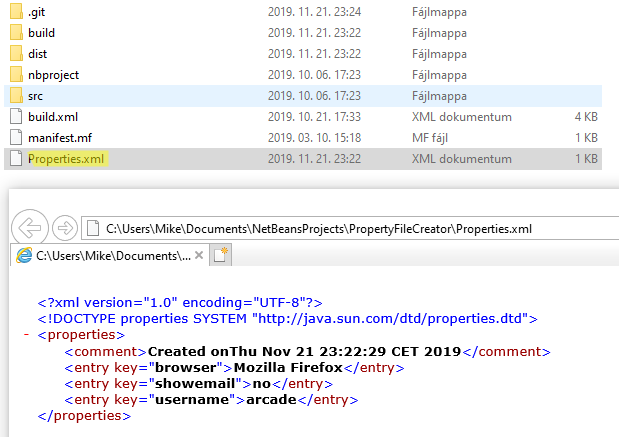 .git 2019. 11. 21. 23:24 Fájlmappa
build 2019. 11. 21. 23:22 Fájlmappa
dist 2019. 11. 21. 23:22 Fájlmappa
nbproject 2019. 10. 06. 17:23 Fájlmappa
src 2019. 10. 06. 17:23 Fájlmappa
build.xml 2019. 10. 21. 17:33 XML dokumentum 4 KB
manifest.mf 2019. 03. 10. 15:18 MF fájl 1 KB
Properties.xml 2019. 11. 21. 23:22 XML dokumentum 1 KB
C:\Users\Mike\Documents\NetBeansProjects\PropertyFileCreator\Properties.xml
C:\Users\Mike\Documents\...
<?xml version="1.0" encoding="UTF-8"?>
<!DOCTYPE properties SYSTEM "http://java.sun.com/dtd/properties.dtd">
- <properties>
<comment>Created onThu Nov 21 23:22:29 CET 2019</comment>
<entry key="browser">Mozilla Firefox</entry>
<entry key="showemail">no</entry>
<entry key="username">arcade</entry>
</properties>